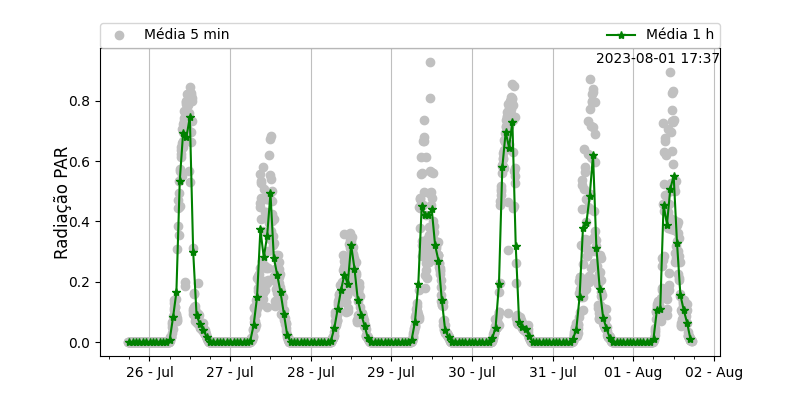 Média 5 min
Média 1 h
2023-08-01 17:37
Radiação PAR
0.8
0.6
0.4
0.2
0.0
26 - Jul
27 - Jul
28 - Jul
29 - Jul
30 - Jul
31 - Jul
01 - Aug
02 - Aug